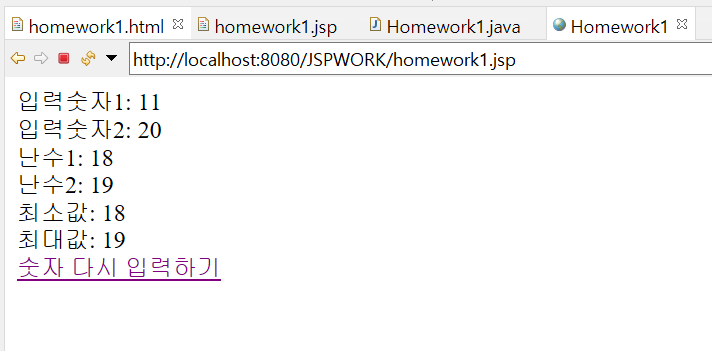 homework1.html homework1.jsp Homework1.java Homework1
http://localhost:8080/JSPWORK/homework1.jsp
입력숫자1: 11
입력숫자2: 20
난수1: 18
난수2: 19
최소값: 18
최대값: 19
숫자 다시 입력하기